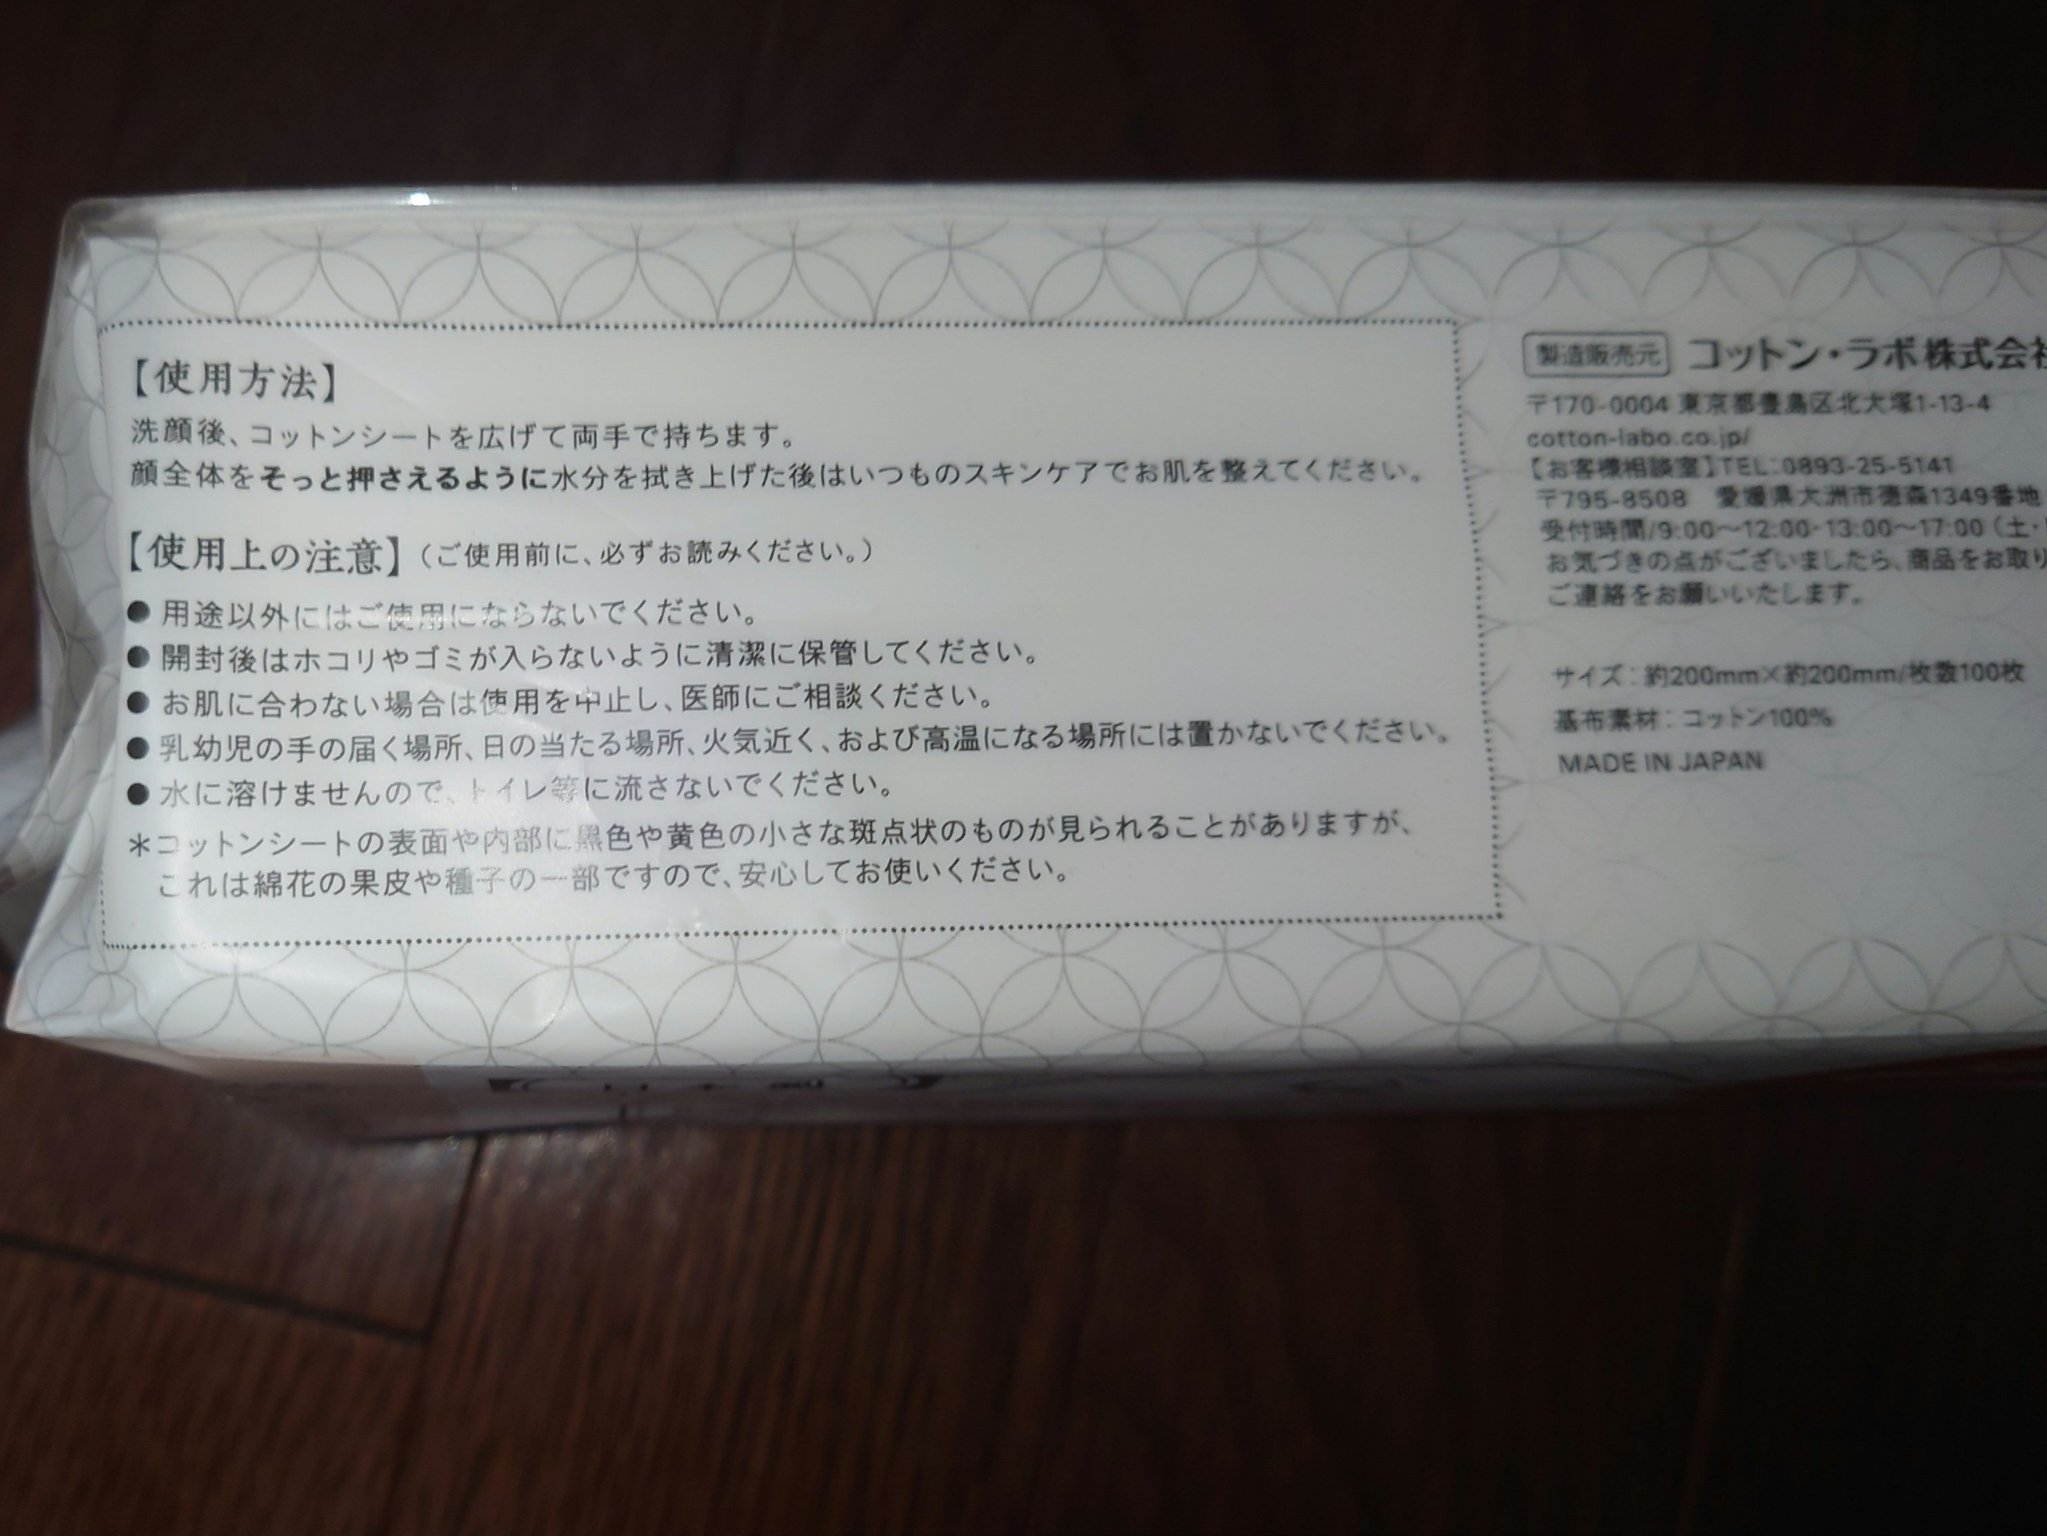 【使用方法】
洗顔後、コットンシートを広げて両手で持ちます。
顔全体をそっと押さえるように水分を拭き上げた後はいつものスキンケアでお肌を整えてください。
【使用上の注意】（ご使用前に、必ずお読みください。）
●用途以外にはご使用にならないでください。
●開封後はホコリやゴミが入らないように清潔に保管してください。
●お肌に合わない場合は使用を中止し、医師にご相談ください。
●乳幼児の手の届く場所、日の当たる場所、火気近く、および高温になる場所には置かないでください。
●水に溶けませんので、トイレ等に流さないでください。
＊コットンシートの表面や内部に黒色や黄色の小さな斑点状のものが見られることがありますが、
これは綿花の果皮や種子の一部ですので、安心してお使いください。
製造販売元 コットン・ラボ株式会社
〒170-0004 東京都豊島区北大塚1-13-4
cotton-labo.co.jp/
【お客様相談室】TEL:0893-25-5141
〒795-8508 愛媛県大洲市徳森1349番地
受付時間/9:00～12:00・13:00～17:00（土・
お気づきの点がございましたら、商品をお取り
ご連絡をお願いいたします。
サイズ：約200mm×約200mm/枚数100枚
基布素材：コットン100%
MADE IN JAPAN